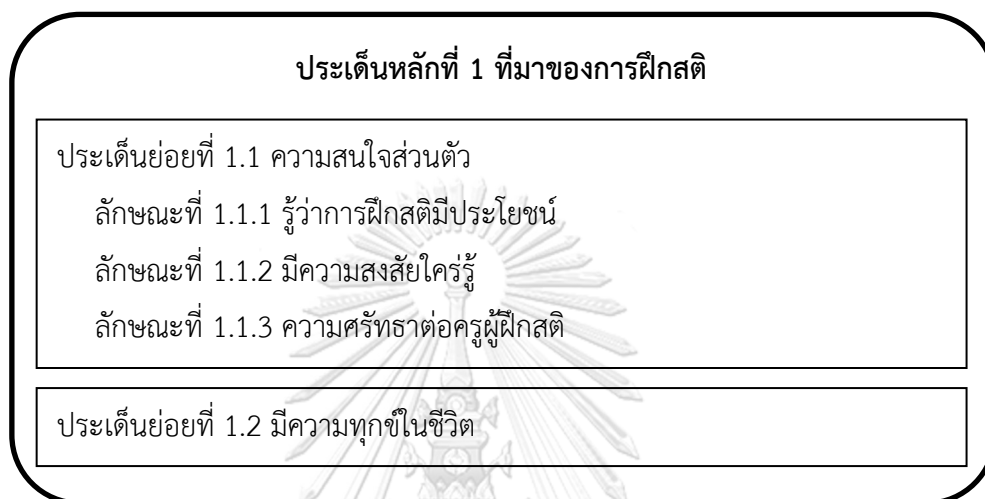 ประเด็นหลักที่ 1 ที่มาของการฝึกสติ
ประเด็นย่อยที่ 1.1 ความสนใจส่วนตัว
ลักษณะที่ 1.1.1 รู้ว่าการฝึกสติมีประโยชน์
ลักษณะที่ 1.1.2 มีความสงสัยใคร่รู้
ลักษณะที่ 1.1.3 ความศรัทธาต่อครูผู้ฝึกสติ
ประเด็นย่อยที่ 1.2 มีความทุกข์ในชีวิต